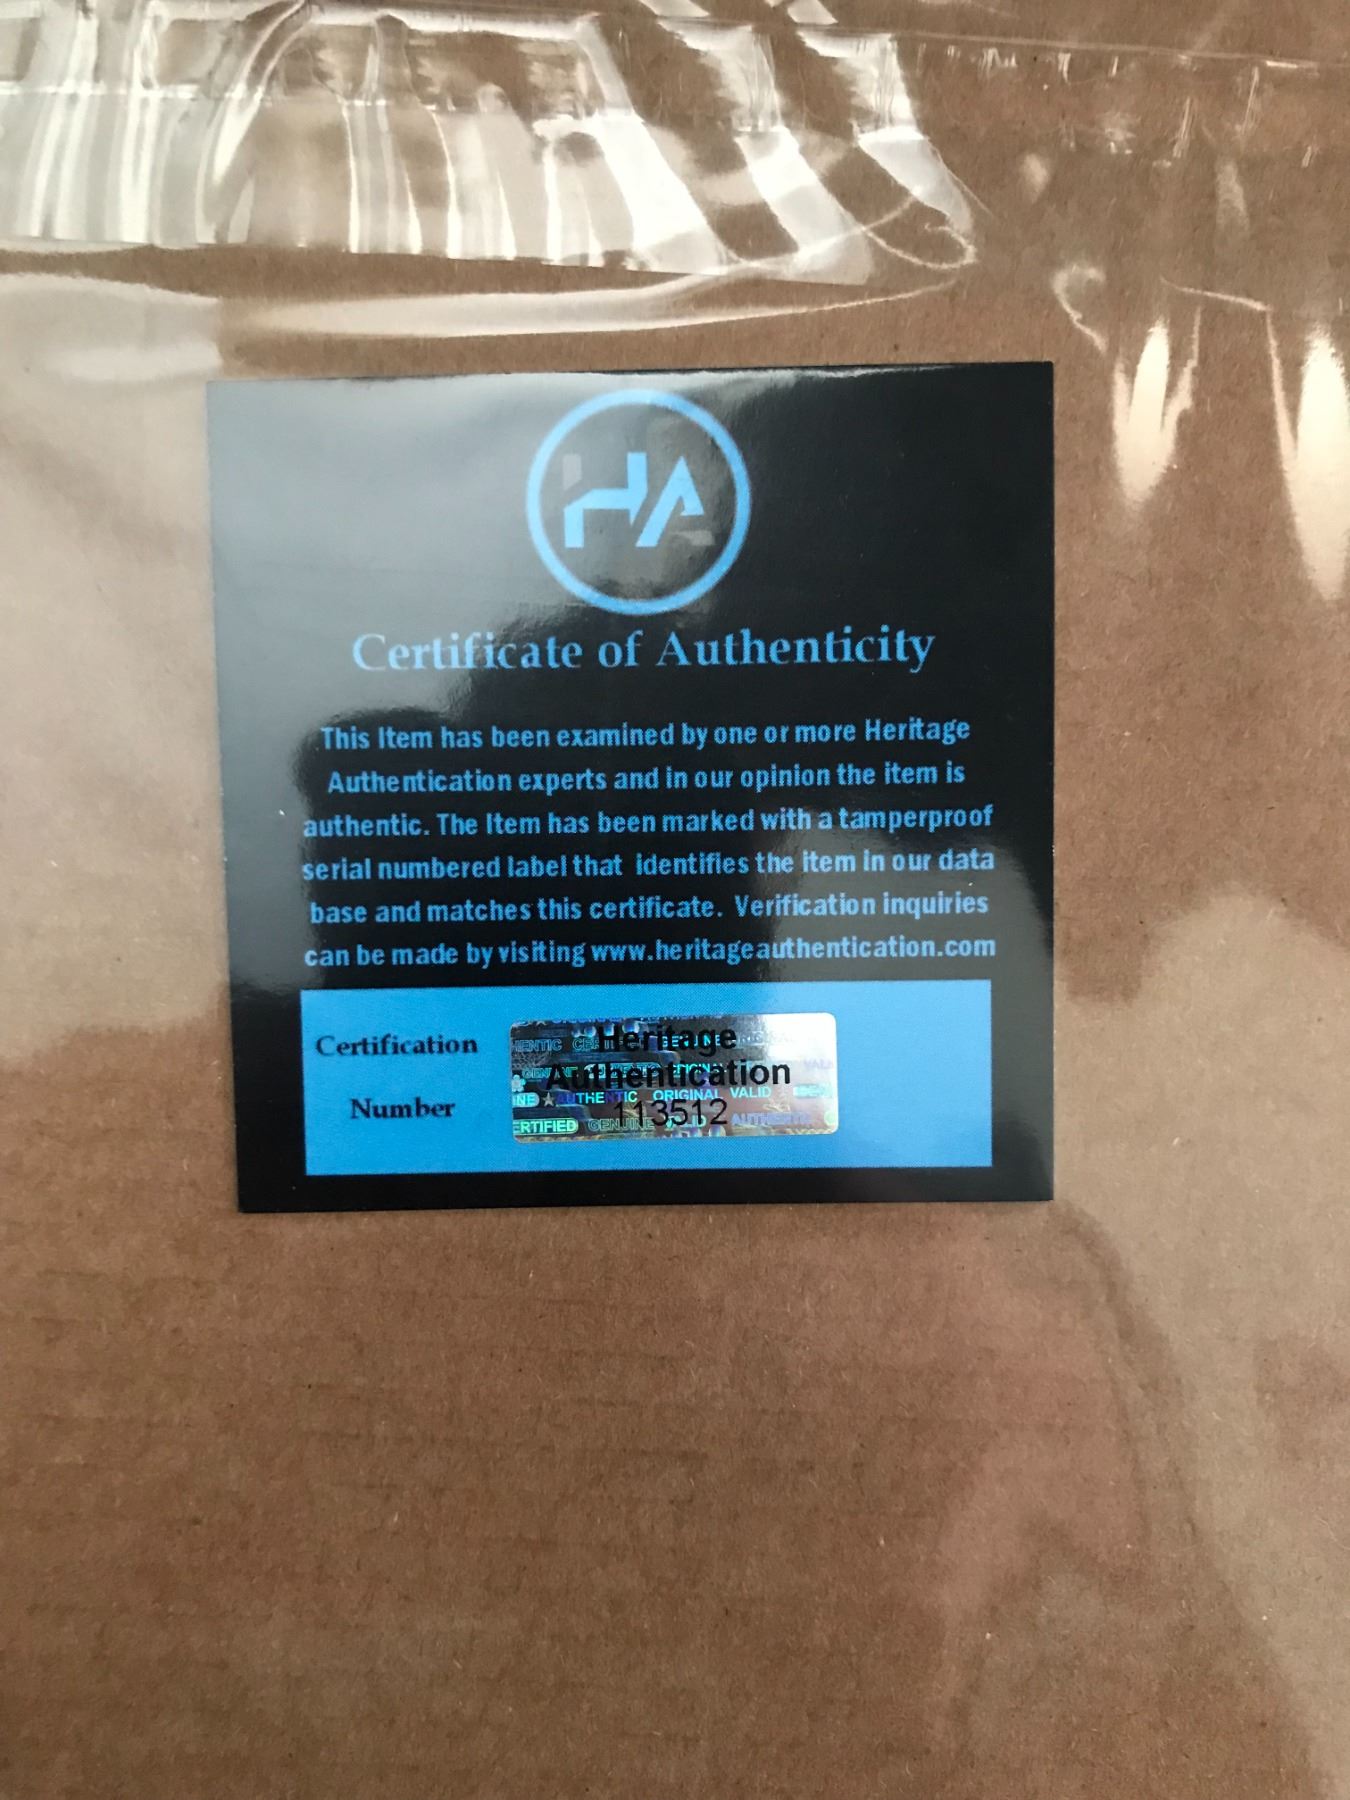 HA
Certificate of Authenticity
This Item has been examined by one or more Heritage
Authentication experts and in our opinion the item is
authentic. The Item has been marked with a tamperproof
serial numbered label that identifies the item in our data
base and matches this certificate. Verification inquiries
can be made by visiting www.heritageauthentication.com
Certification
Number
Heritage
Authentication
113512
AUTHENTIC ORIGINAL VALID